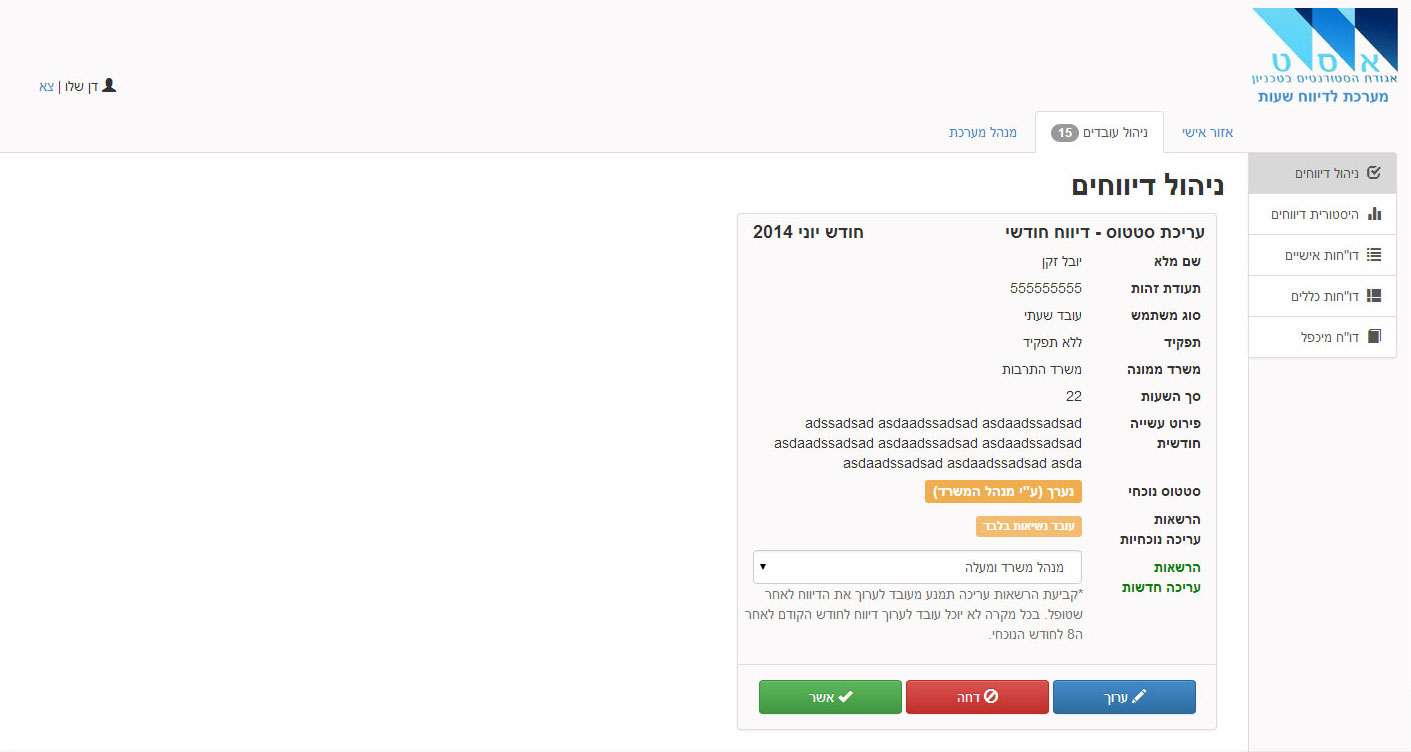 אסט
אגודת הסטודנטים בטכניון
מערכת לדיווח שעות
דן שלו | צא
אזור אישי
ניהול עובדים 15
מנהל מערכת
ניהול דיווחים
היסטורית דיווחים
דו"חות אישיים
דו"חות כללים
דו"ח מיכפל
ניהול דיווחים
עריכת סטטוס - דיווח חודשי חודש יוני 2014
שם מלא יובל זקן
תעודת זהות 555555555
סוג משתמש עובד שעתי
תפקיד ללא תפקיד
משרד ממונה משרד התרבות
סך השעות 22
פירוט עשייה adssadsad asdaadssadsad asdaadssadsad
חודשית asdaadssadsad asdaadssadsad asdaadssadsad
asdaadssadsad asdaadssadsad asda
סטטוס נוכחי נערך (ע"י מנהל המשרד)
הרשאות
עריכה נוכחיות
עובד נשיאות בלבד
הרשאות
עריכה חדשות
מנהל משרד ומעלה
*קביעת הרשאות עריכה תמנע מעובד לערוך את הדיווח לאחר
שטופל. בכל מקרה לא יוכל עובד לערוך דיווח לחודש הקודם לאחר
ה8 לחודש הנוכחי.
ערוך
דחה
אשר